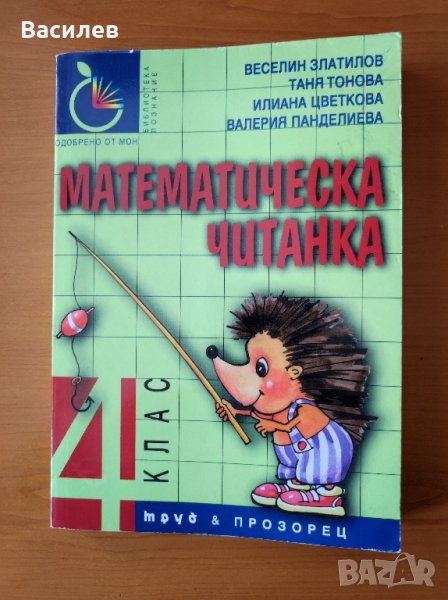 Василев
ВЕСЕЛИН ЗЛАТИЛОВ
ТАНЯ ТОНОВА
ИЛИАНА ЦВЕТКОВА
ВАЛЕРИЯ ПАНДЕЛИЕВА
БИБЛИОТЕКА
ПОЗНАНИЕ
ОДОБРЕНО ОТ МОН
МАТЕМАТИЧЕСКА
ЧИТАНКА
4 КЛАС
труд & ПРОЗОРЕЦ
BAZAR